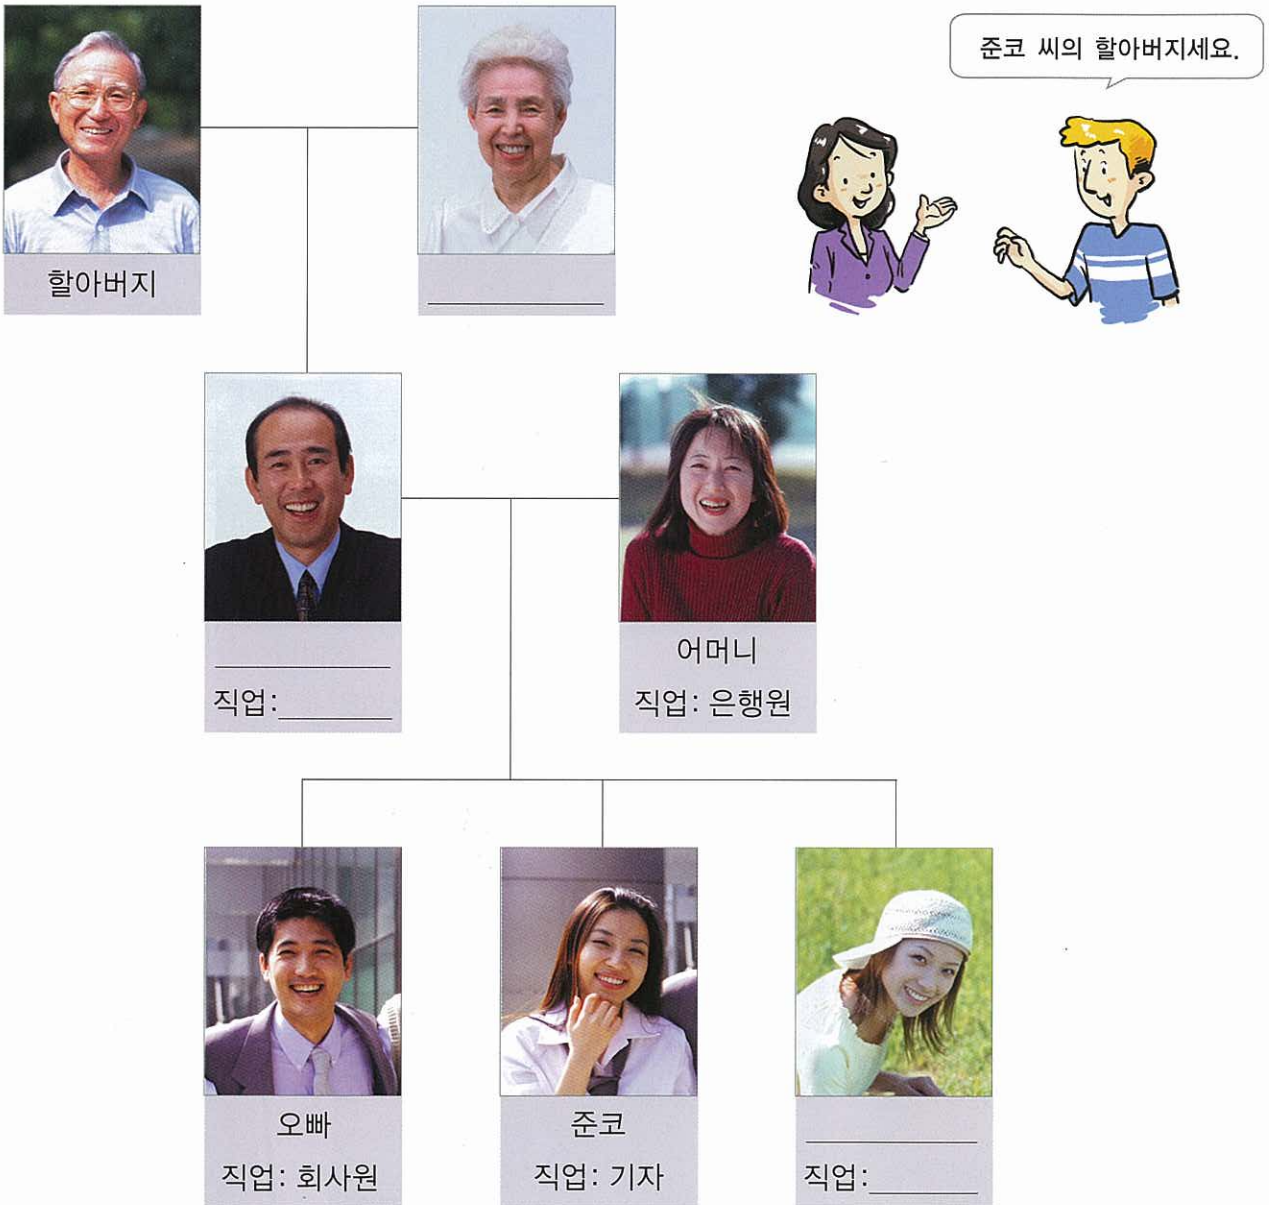 준코 씨의 할아버지세요.
할아버지
어머니
직업:
직업: 은행원
오빠
준코
직업: 회사원
직업: 기자
직업: